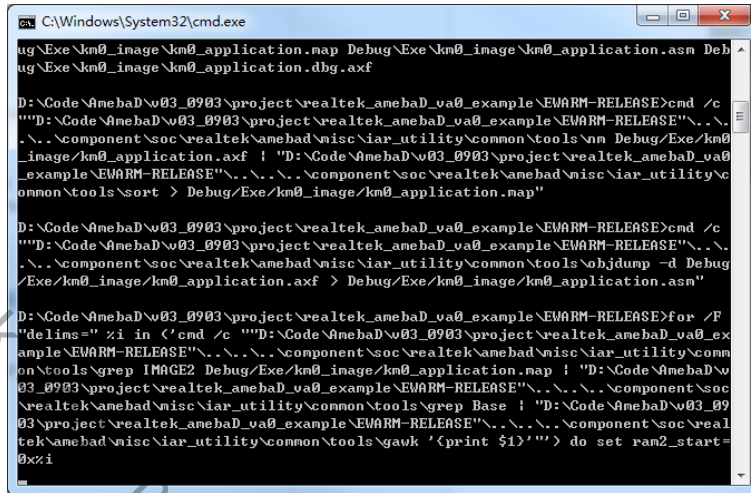 C:\Windows\System32\cmd.exe
ug\Exe\km0_image\km0_application.map Debug\Exe\km0_image\km0_application.asm Deb
ug\Exe\km0_image\km0_application.dbg.axf
D:\Code\AmebaD\v03_0903\project\realtek_amebaD_va0_example\EWARM-RELEASE>cmd /c
""D:\Code\AmebaD\v03_0903\project\realtek_amebaD_va0_example\EWARM-RELEASE"\..\.
.\..\component\soc\realtek\amebad\misc\iar_utility\common\tools\nm Debug/Exe/km0
_image/km0_application.axf | "D:\Code\AmebaD\v03_0903\project\realtek_amebaD_va0
_example\EWARM-RELEASE"\..\..\..\component\soc\realtek\amebad\misc\iar_utility\c
ommon\tools\sort > Debug/Exe/km0_image/km0_application.map"
D:\Code\AmebaD\v03_0903\project\realtek_amebaD_va0_example\EWARM-RELEASE>cmd /c
""D:\Code\AmebaD\v03_0903\project\realtek_amebaD_va0_example\EWARM-RELEASE"\..\.
.\..\component\soc\realtek\amebad\misc\iar_utility\common\tools\objdump -d Debug
/Exe/km0_image/km0_application.axf > Debug/Exe/km0_image/km0_application.asm"
D:\Code\AmebaD\v03_0903\project\realtek_amebaD_va0_example\EWARM-RELEASE>for /F
"delims=" %i in ('cmd /c ""D:\Code\AmebaD\v03_0903\project\realtek_amebaD_va0_ex
ample\EWARM-RELEASE"\..\..\..\component\soc\realtek\amebad\misc\iar_utility\comm
on\tools\grep IMAGE2 Debug/Exe/km0_image/km0_application.map | "D:\Code\AmebaD\v
03_0903\project\realtek_amebaD_va0_example\EWARM-RELEASE"\..\..\..\component\soc
\realtek\amebad\misc\iar_utility\common\tools\grep Base | "D:\Code\AmebaD\v03_09
03\project\realtek_amebaD_va0_example\EWARM-RELEASE"\..\..\..\component\soc\real
tek\amebad\misc\iar_utility\common\tools\gawk '{print $1}'"') do set ram2_start=
0x%i